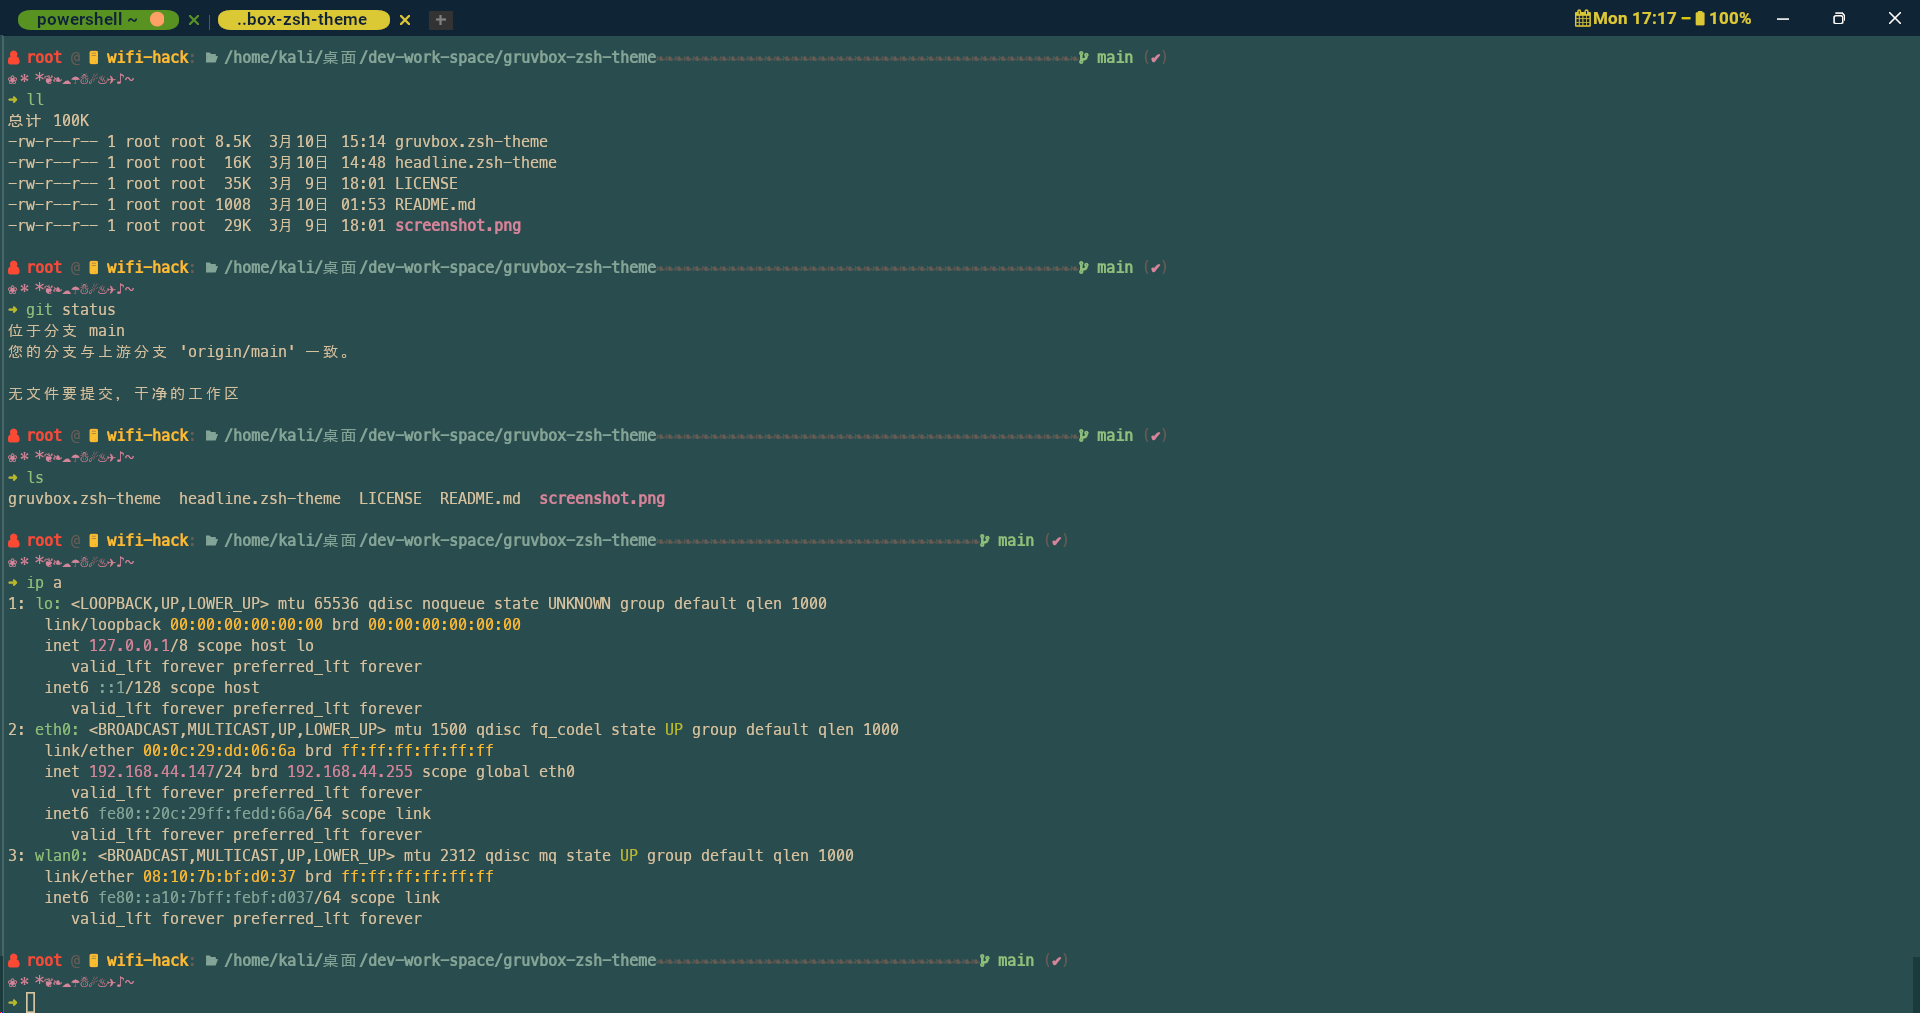 powershell ~ ✕ ..box-zsh-theme ✕ + Mon 17:17 – 100%
root @ wifi-hack: /home/kali/桌面/dev-work-space/gruvbox-zsh-theme main (✔)
❀✻ *❦❧☁☂☃☄♨✈♪~
➜ ll
总计 100K
-rw-r--r-- 1 root root 8.5K  3月10日 15:14 gruvbox.zsh-theme
-rw-r--r-- 1 root root  16K  3月10日 14:48 headline.zsh-theme
-rw-r--r-- 1 root root  35K  3月 9日 18:01 LICENSE
-rw-r--r-- 1 root root 1008  3月10日 01:53 README.md
-rw-r--r-- 1 root root  29K  3月 9日 18:01 screenshot.png
root @ wifi-hack: /home/kali/桌面/dev-work-space/gruvbox-zsh-theme main (✔)
❀✻ *❦❧☁☂☃☄♨✈♪~
➜ git status
位于分支 main
您的分支与上游分支 'origin/main' 一致。
无文件要提交，干净的工作区
root @ wifi-hack: /home/kali/桌面/dev-work-space/gruvbox-zsh-theme main (✔)
❀✻ *❦❧☁☂☃☄♨✈♪~
➜ ls
gruvbox.zsh-theme  headline.zsh-theme  LICENSE  README.md  screenshot.png
root @ wifi-hack: /home/kali/桌面/dev-work-space/gruvbox-zsh-theme main (✔)
❀✻ *❦❧☁☂☃☄♨✈♪~
➜ ip a
1: lo: <LOOPBACK,UP,LOWER_UP> mtu 65536 qdisc noqueue state UNKNOWN group default qlen 1000
    link/loopback 00:00:00:00:00:00 brd 00:00:00:00:00:00
    inet 127.0.0.1/8 scope host lo
       valid_lft forever preferred_lft forever
    inet6 ::1/128 scope host
       valid_lft forever preferred_lft forever
2: eth0: <BROADCAST,MULTICAST,UP,LOWER_UP> mtu 1500 qdisc fq_codel state UP group default qlen 1000
    link/ether 00:0c:29:dd:06:6a brd ff:ff:ff:ff:ff:ff
    inet 192.168.44.147/24 brd 192.168.44.255 scope global eth0
       valid_lft forever preferred_lft forever
    inet6 fe80::20c:29ff:fedd:66a/64 scope link
       valid_lft forever preferred_lft forever
3: wlan0: <BROADCAST,MULTICAST,UP,LOWER_UP> mtu 2312 qdisc mq state UP group default qlen 1000
    link/ether 08:10:7b:bf:d0:37 brd ff:ff:ff:ff:ff:ff
    inet6 fe80::a10:7bff:febf:d037/64 scope link
       valid_lft forever preferred_lft forever
root @ wifi-hack: /home/kali/桌面/dev-work-space/gruvbox-zsh-theme main (✔)
❀✻ *❦❧☁☂☃☄♨✈♪~
➜